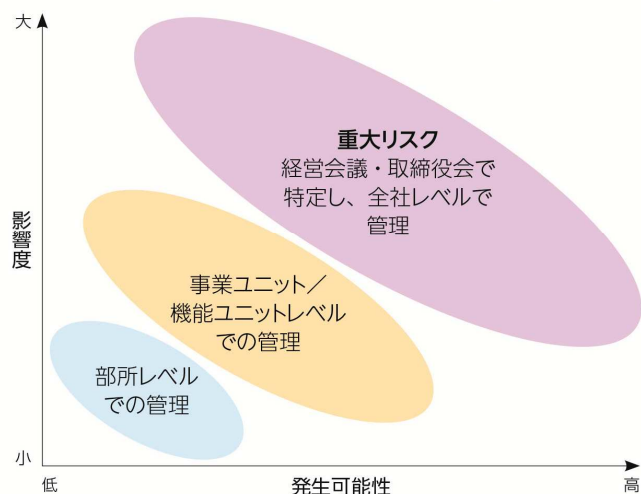 大
重大リスク
経営会議・取締役会で
特定し、全社レベルで
管理
影響度
事業ユニット／
機能ユニットレベル
での管理
部所レベル
での管理
小
低
発生可能性
高